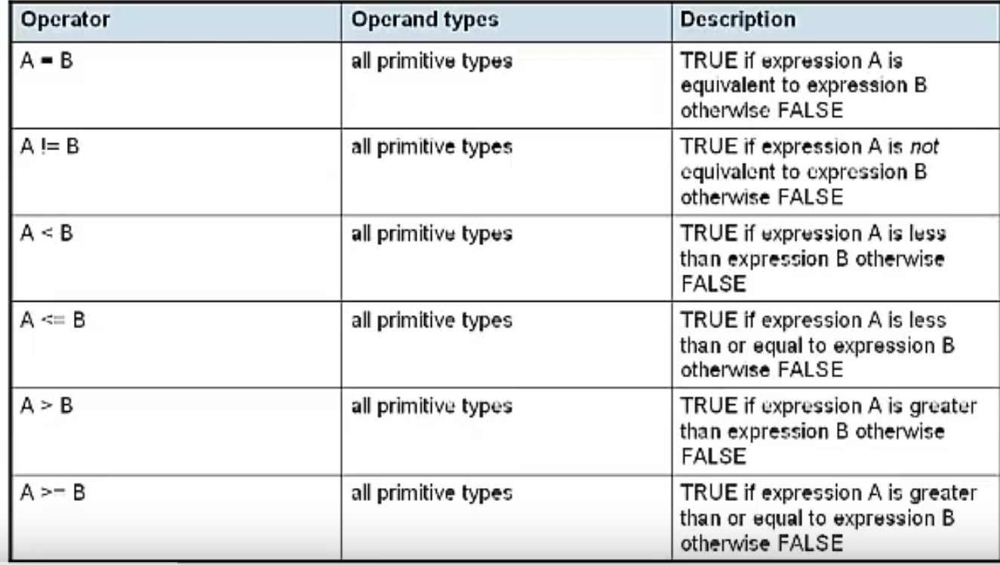 Operator Operand types Description
A = B all primitive types TRUE if expression A is
equivalent to expression B
otherwise FALSE
A != B all primitive types TRUE if expression A is not
equivalent to expression B
otherwise FALSE
A < B all primitive types TRUE if expression A is less
than expression B otherwise
FALSE
A <= B all primitive types TRUE if expression A is less
than or equal to expression B
otherwise FALSE
A > B all primitive types TRUE if expression A is greater
than expression B otherwise
FALSE
A >= B all primitive types TRUE if expression A is greater
than or equal to expression B
otherwise FALSE